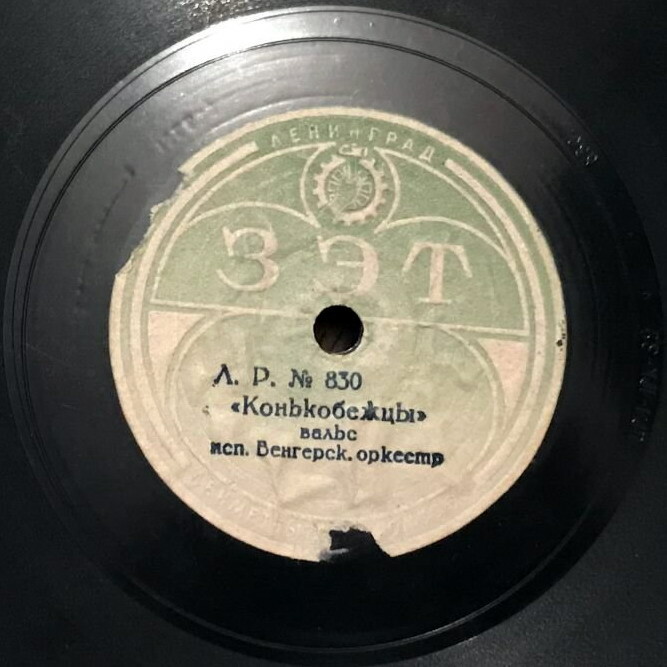 ЛЕНИНГРАД
ЗЭТ
Л. Р. № 830
«Конькобежцы»
вальс
исп. Венгерск. оркестр